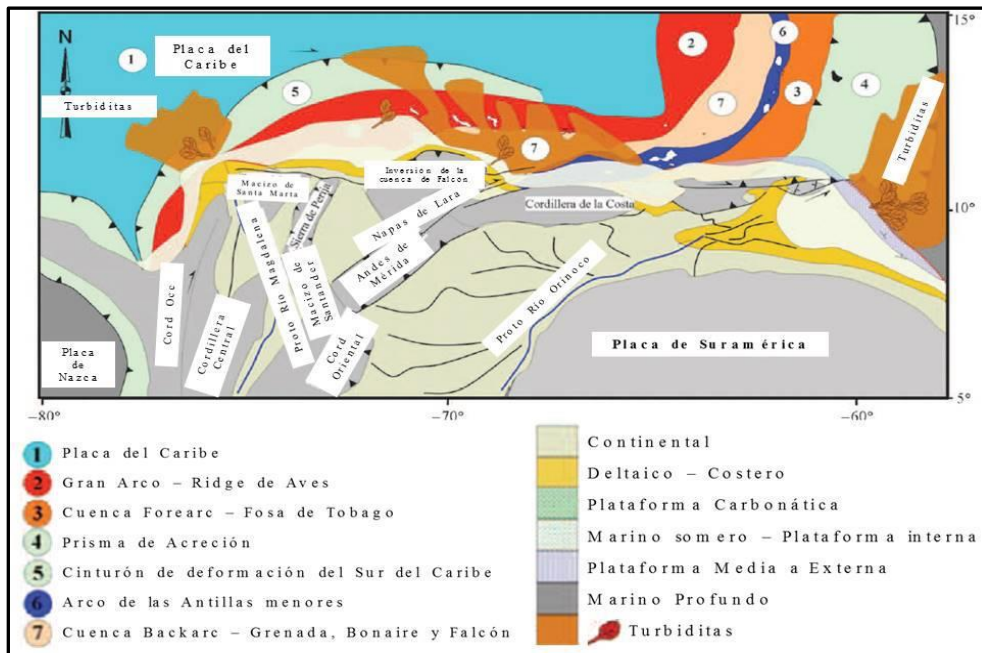 15°
N
1
Placa del
Caribe
2
6
Turbiditas
5
7
3
4
Turbiditas
7
Inversion de la
cuenca de Falcón
Macizo de
Santa Marta
Sierra de Perijá
Napas de Lara
Cordillera de la Costa
10°
Andes de
Mérida
Proto Río Magdalena
Macizo de
Santander
Cord Occ
Cordillera
Central
Cord
Oriental
Proto Río Orinoco
Placa de Suramérica
Placa
de
Nazca
5°
-80°
-70°
-60°
1 Placa del Caribe
2 Gran Arco – Ridge de Aves
3 Cuenca Forearc – Fosa de Tobago
4 Prisma de Acreción
5 Cinturón de deformación del Sur del Caribe
6 Arco de las Antillas menores
7 Cuenca Backarc – Grenada, Bonaire y Falcón
Continental
Deltaico – Costero
Plataforma Carbonática
Marino somero – Plataforma interna
Plataforma Media a Externa
Marino Profundo
Turbiditas